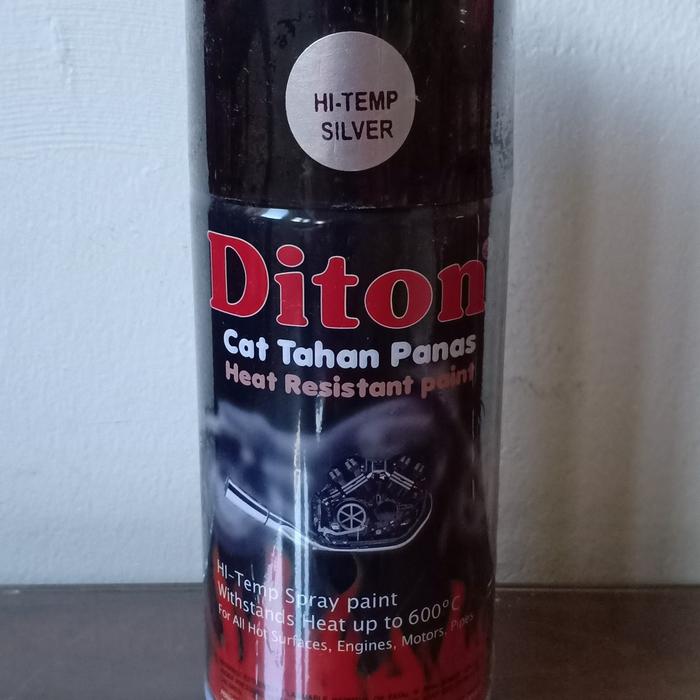 HI-TEMP
SILVER
Diton®
Cat Tahan Panas
Heat Resistant paint
HI-Temp Spray paint
Withstands Heat up to 600°C
For All Hot Surfaces, Engines, Motors, Pipes